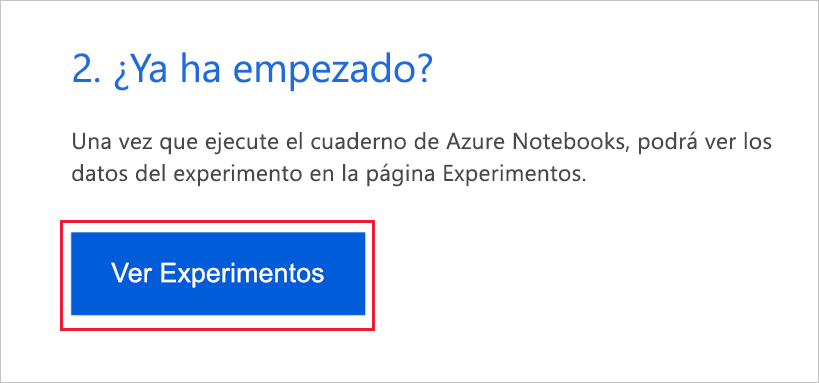 2. ¿Ya ha empezado?
Una vez que ejecute el cuaderno de Azure Notebooks, podrá ver los
datos del experimento en la página Experimentos.
Ver Experimentos